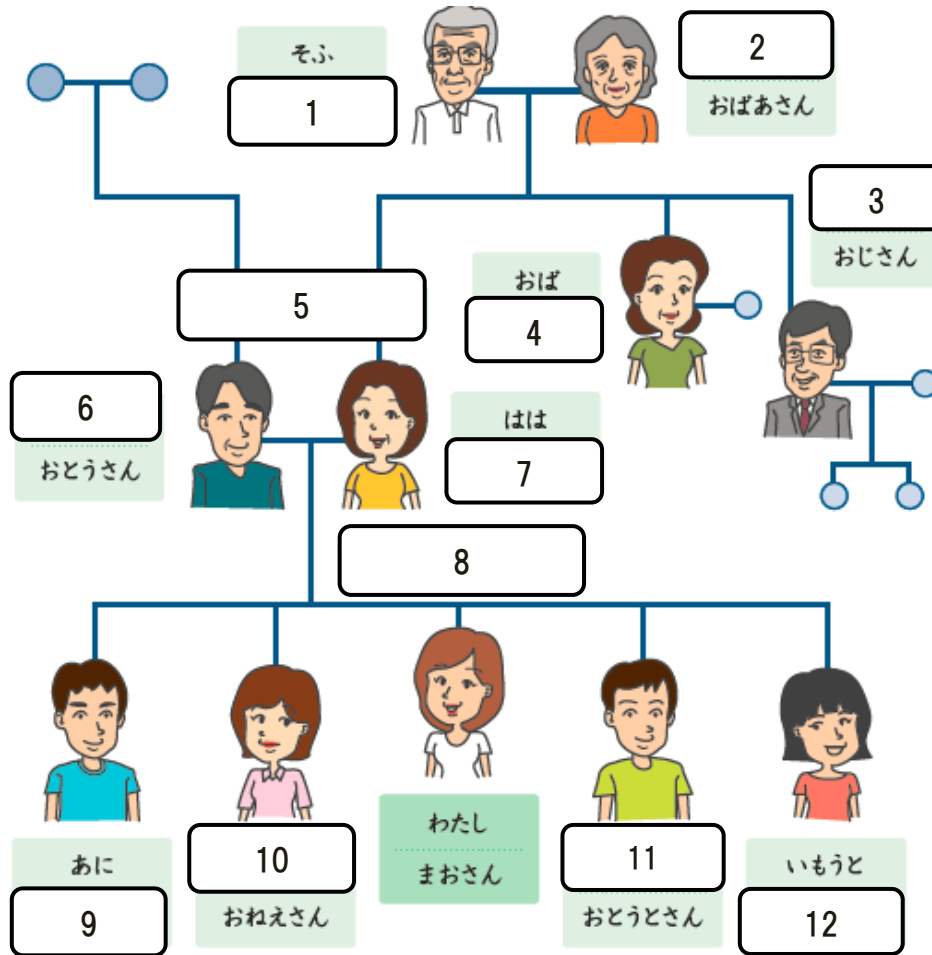 そふ
1
2
おばあさん
3
おじさん
おば
4
5
6
おとうさん
はは
7
8
あに
9
10
おねえさん
わたし
まおさん
11
おとうとさん
いもうと
12